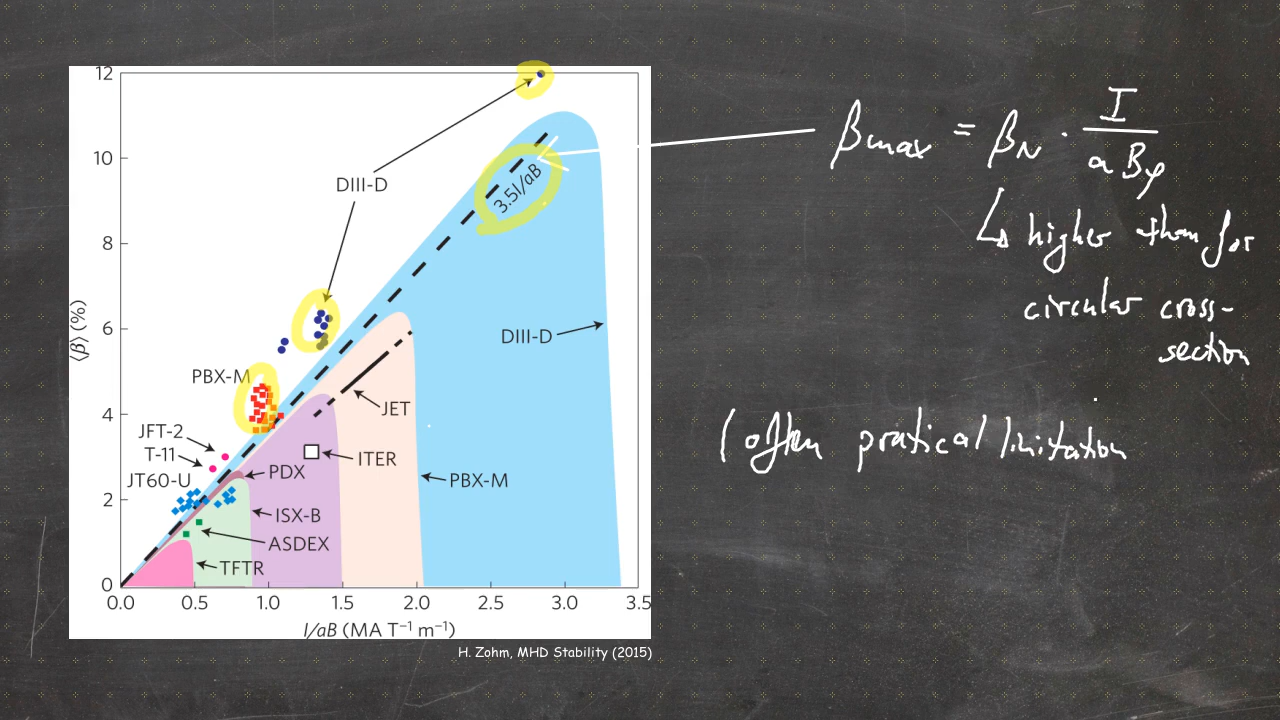 12
10
8
6
4
2
0
⟨β⟩ (%)
0.0 0.5 1.0 1.5 2.0 2.5 3.0 3.5
I/aB (MA T⁻¹ m⁻¹)
DIII-D
3.5I/aB
PBX-M
JFT-2
T-11
JT60-U
DIII-D
JET
ITER
PDX
PBX-M
ISX-B
ASDEX
TFTR
H. Zohm, MHD Stability (2015)
βmax = βN · I / a Bφ
↳ higher than for
circular cross-
section
(often pratical limitation